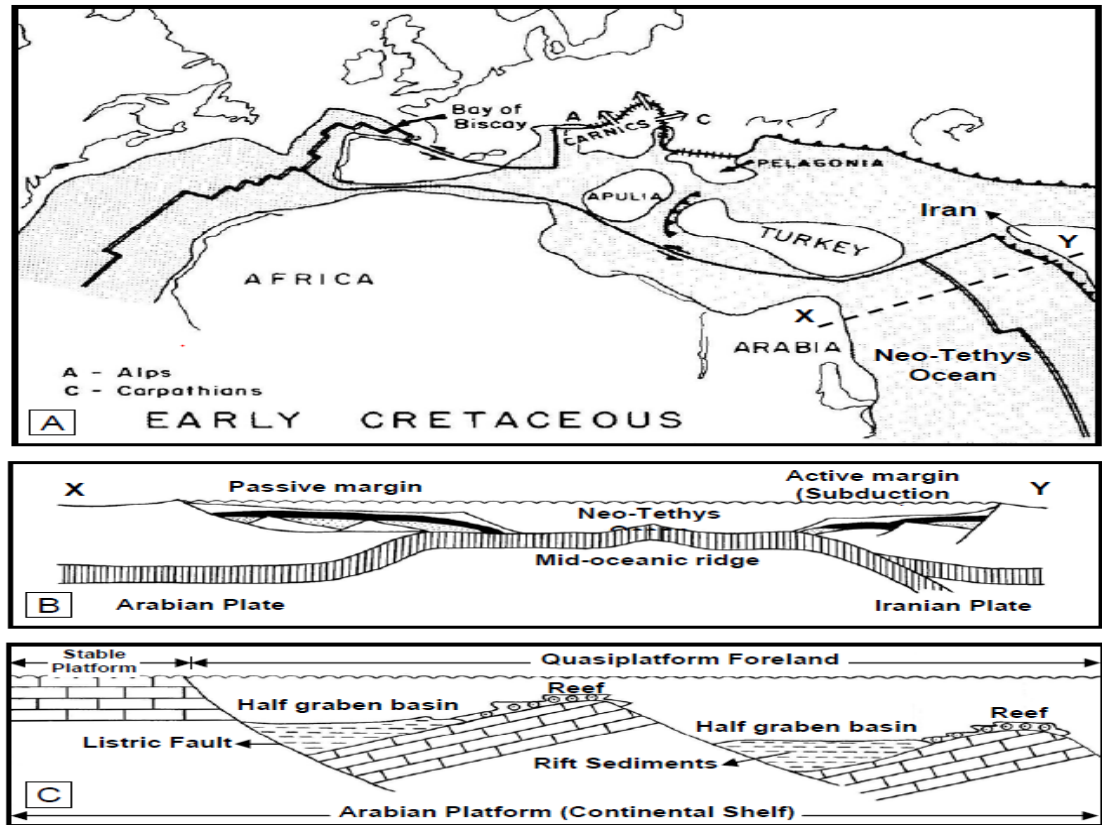 Bay of
Biscay
A
CARNICS
C
PELAGONIA
APULIA
Iran
TURKEY
Y
AFRICA
X
ARABIA
Neo-Tethys
Ocean
A - Alps
C - Carpathians
A
EARLY CRETACEOUS
X
Passive margin
Active margin
(Subduction
Y
Neo-Tethys
Mid-oceanic ridge
B
Arabian Plate
Iranian Plate
Stable
Platform
Quasiplatform Foreland
Reef
Half graben basin
Half graben basin
Reef
Listric Fault
Rift Sediments
C
Arabian Platform (Continental Shelf)